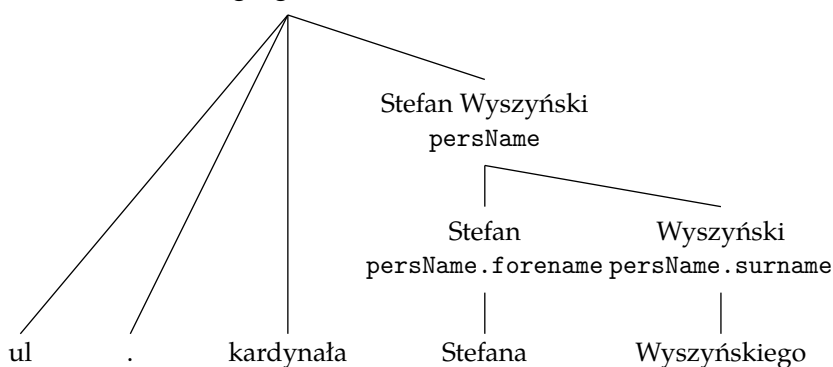 Stefan Wyszyński
persName
Stefan Wyszyński
persName.forename persName.surname
ul . kardynała Stefana Wyszyńskiego